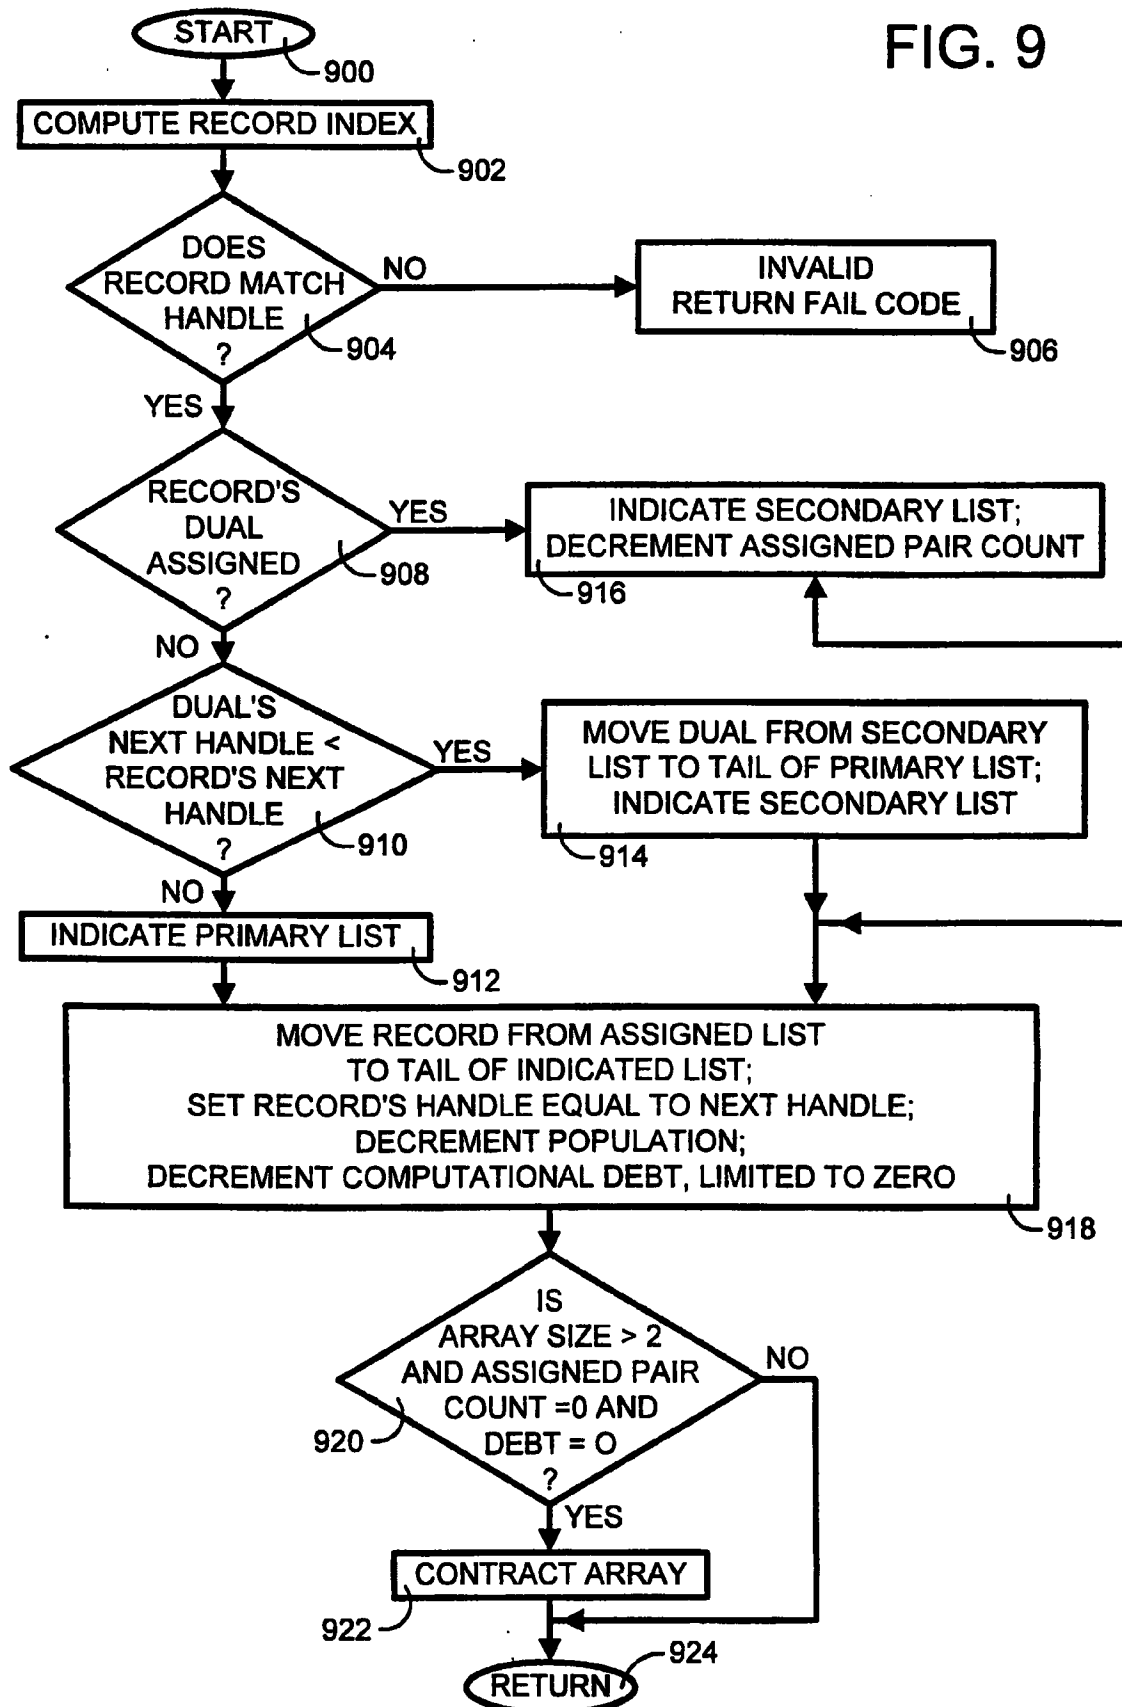 FIG. 9
START
900
COMPUTE RECORD INDEX
902
DOES
RECORD MATCH
HANDLE
?
904
NO
INVALID
RETURN FAIL CODE
906
YES
RECORD'S
DUAL
ASSIGNED
?
908
YES
INDICATE SECONDARY LIST;
DECREMENT ASSIGNED PAIR COUNT
916
NO
DUAL'S
NEXT HANDLE <
RECORD'S NEXT
HANDLE
?
910
YES
MOVE DUAL FROM SECONDARY
LIST TO TAIL OF PRIMARY LIST;
INDICATE SECONDARY LIST
914
NO
INDICATE PRIMARY LIST
912
MOVE RECORD FROM ASSIGNED LIST
TO TAIL OF INDICATED LIST;
SET RECORD'S HANDLE EQUAL TO NEXT HANDLE;
DECREMENT POPULATION;
DECREMENT COMPUTATIONAL DEBT, LIMITED TO ZERO
918
IS
ARRAY SIZE > 2
AND ASSIGNED PAIR
COUNT =0 AND
DEBT = O
?
920
NO
YES
CONTRACT ARRAY
922
RETURN
924